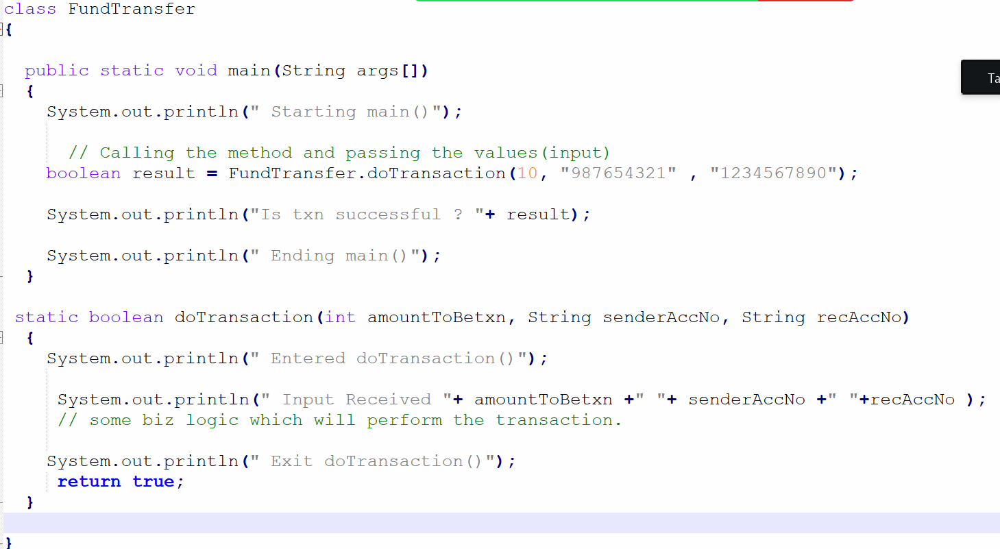 class FundTransfer
{
public static void main(String args[])
{
System.out.println(" Starting main()");
// Calling the method and passing the values(input)
boolean result = FundTransfer.doTransaction(10, "987654321" , "1234567890");
System.out.println("Is txn successful ? "+ result);
System.out.println(" Ending main()");
}
static boolean doTransaction(int amountToBetxn, String senderAccNo, String recAccNo)
{
System.out.println(" Entered doTransaction()");
System.out.println(" Input Received "+ amountToBetxn +" "+ senderAccNo +" "+recAccNo );
// some biz logic which will perform the transaction.
System.out.println(" Exit doTransaction()");
return true;
}
}